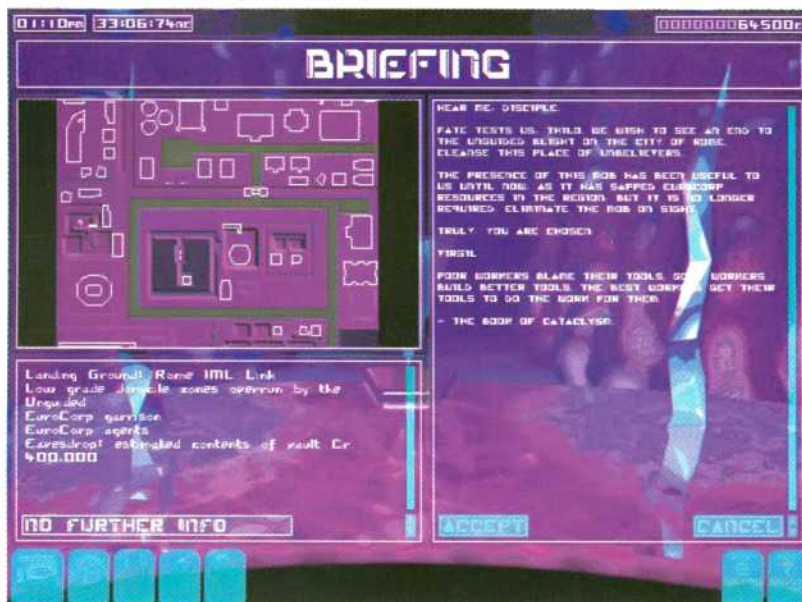 01:10pm 33:06:74nc
BRIEFING
Landing Ground: Rome IML Link
Low grade domicile zones overrun by the
Unguided
EuroCorp garrison
EuroCorp agents
Eavesdrop: estimated contents of vault Cr
400.000
NO FURTHER INFO
HEAR ME, DISCIPLE.
FATE TESTS US, CHILD. WE WISH TO SEE AN END TO
THE UNGUIDED BLIGHT ON THE CITY OF ROME.
CLEANSE THIS PLACE OF UNBELIEVERS.
THE PRESENCE OF THIS MOB HAS BEEN USEFUL TO
US UNTIL NOW, AS IT HAS SAPPED EUROCORP
RESOURCES IN THE REGION. BUT IT IS NO LONGER
REQUIRED. ELIMINATE THE MOB ON SIGHT.
TRULY, YOU ARE CHOSEN.
VIRGIL
POOR WORKERS BLAME THEIR TOOLS. GOOD WORKERS
BUILD BETTER TOOLS. THE BEST WORKERS GET THEIR
TOOLS TO DO THE WORK FOR THEM.
- THE BOOK OF CATACLYSM.
ACCEPT CANCEL